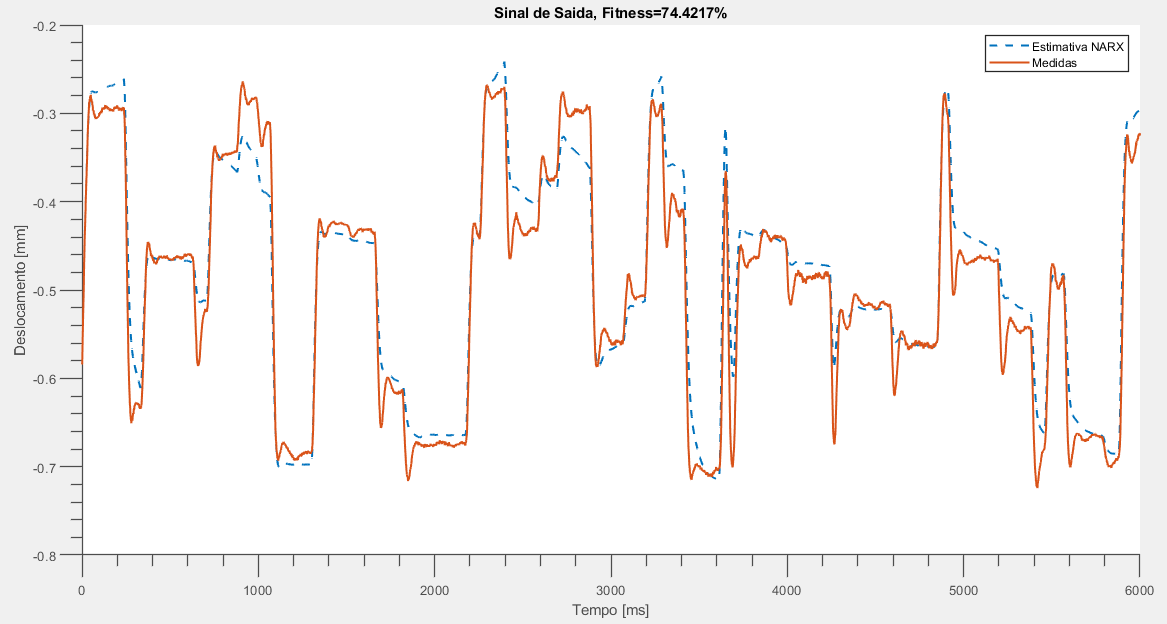 Sinal de Saida, Fitness=74.4217%
Estimativa NARX
Medidas
Deslocamento [mm]
-0.2
-0.3
-0.4
-0.5
-0.6
-0.7
-0.8
0
1000
2000
3000
4000
5000
6000
Tempo [ms]